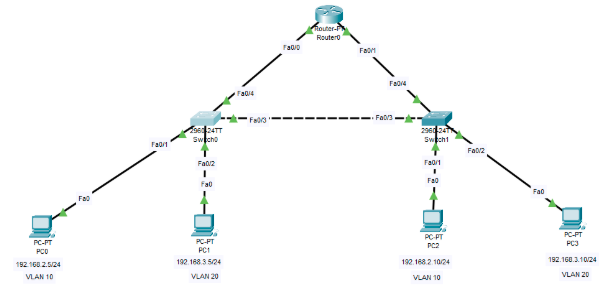 Router-PT
Router0
Fa0/0
Fa0/1
Fa0/4
Fa0/4
2960-24TT
Switch0
Fa0/3
Fa0/3
2960-24TT
Switch1
Fa0/1
Fa0/2
Fa0/1
Fa0/2
Fa0
Fa0
Fa0
Fa0
PC-PT
PC0
PC-PT
PC1
PC-PT
PC2
PC-PT
PC3
192.168.2.5/24
VLAN 10
192.168.3.5/24
VLAN 20
192.168.2.10/24
VLAN 10
192.168.3.10/24
VLAN 20